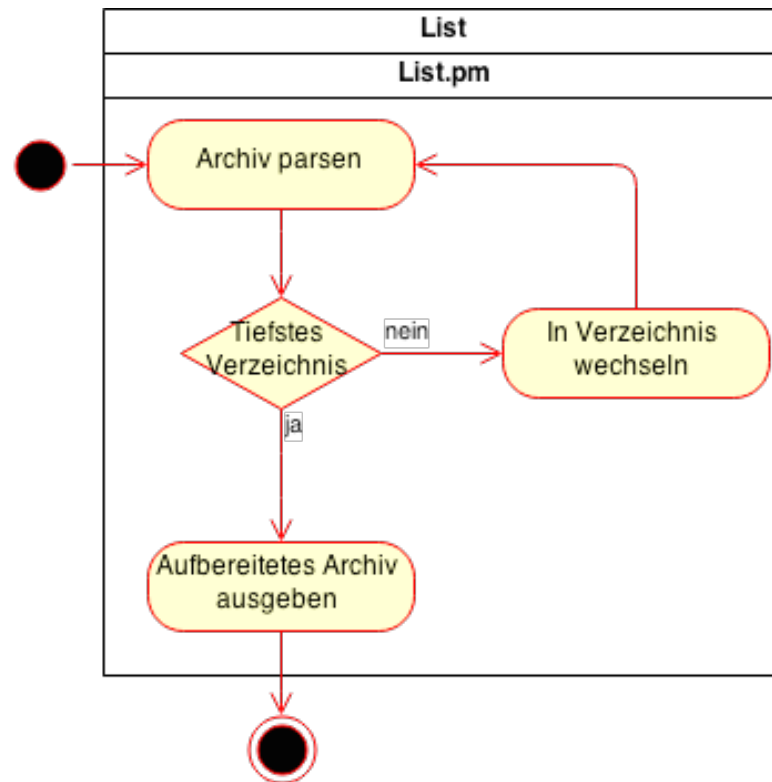 List
List.pm
Archiv parsen
Tiefstes
Verzeichnis
nein
In Verzeichnis
wechseln
ja
Aufbereitetes Archiv
ausgeben